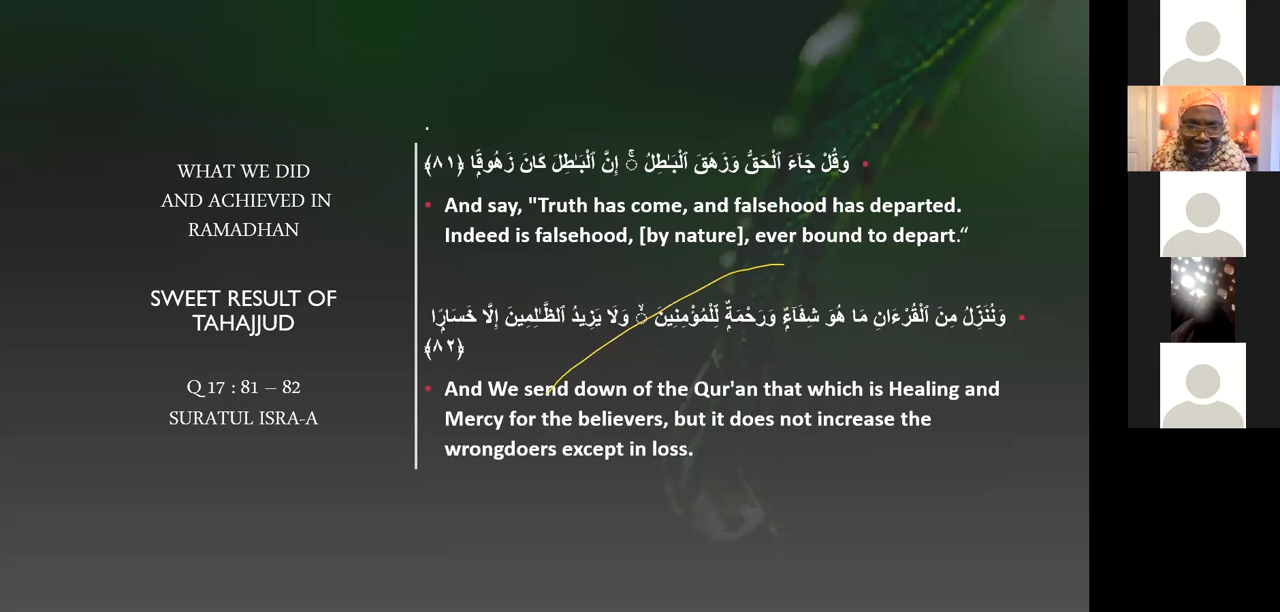 WHAT WE DID
AND ACHIEVED IN
RAMADHAN
SWEET RESULT OF
TAHAJJUD
Q 17 : 81 – 82
SURATUL ISRA-A
.
• وَقُلْ جَآءَ ٱلْحَقُّ وَزَهَقَ ٱلْبَـٰطِلُ ۚ إِنَّ ٱلْبَـٰطِلَ كَانَ زَهُوقًۭا ﴿٨١﴾
• And say, "Truth has come, and falsehood has departed.
Indeed is falsehood, [by nature], ever bound to depart.“
• وَنُنَزِّلُ مِنَ ٱلْقُرْءَانِ مَا هُوَ شِفَآءٌۭ وَرَحْمَةٌۭ لِّلْمُؤْمِنِينَ ۙ وَلَا يَزِيدُ ٱلظَّـٰلِمِينَ إِلَّا خَسَارًۭا
﴿٨٢﴾
• And We send down of the Qur'an that which is Healing and
Mercy for the believers, but it does not increase the
wrongdoers except in loss.